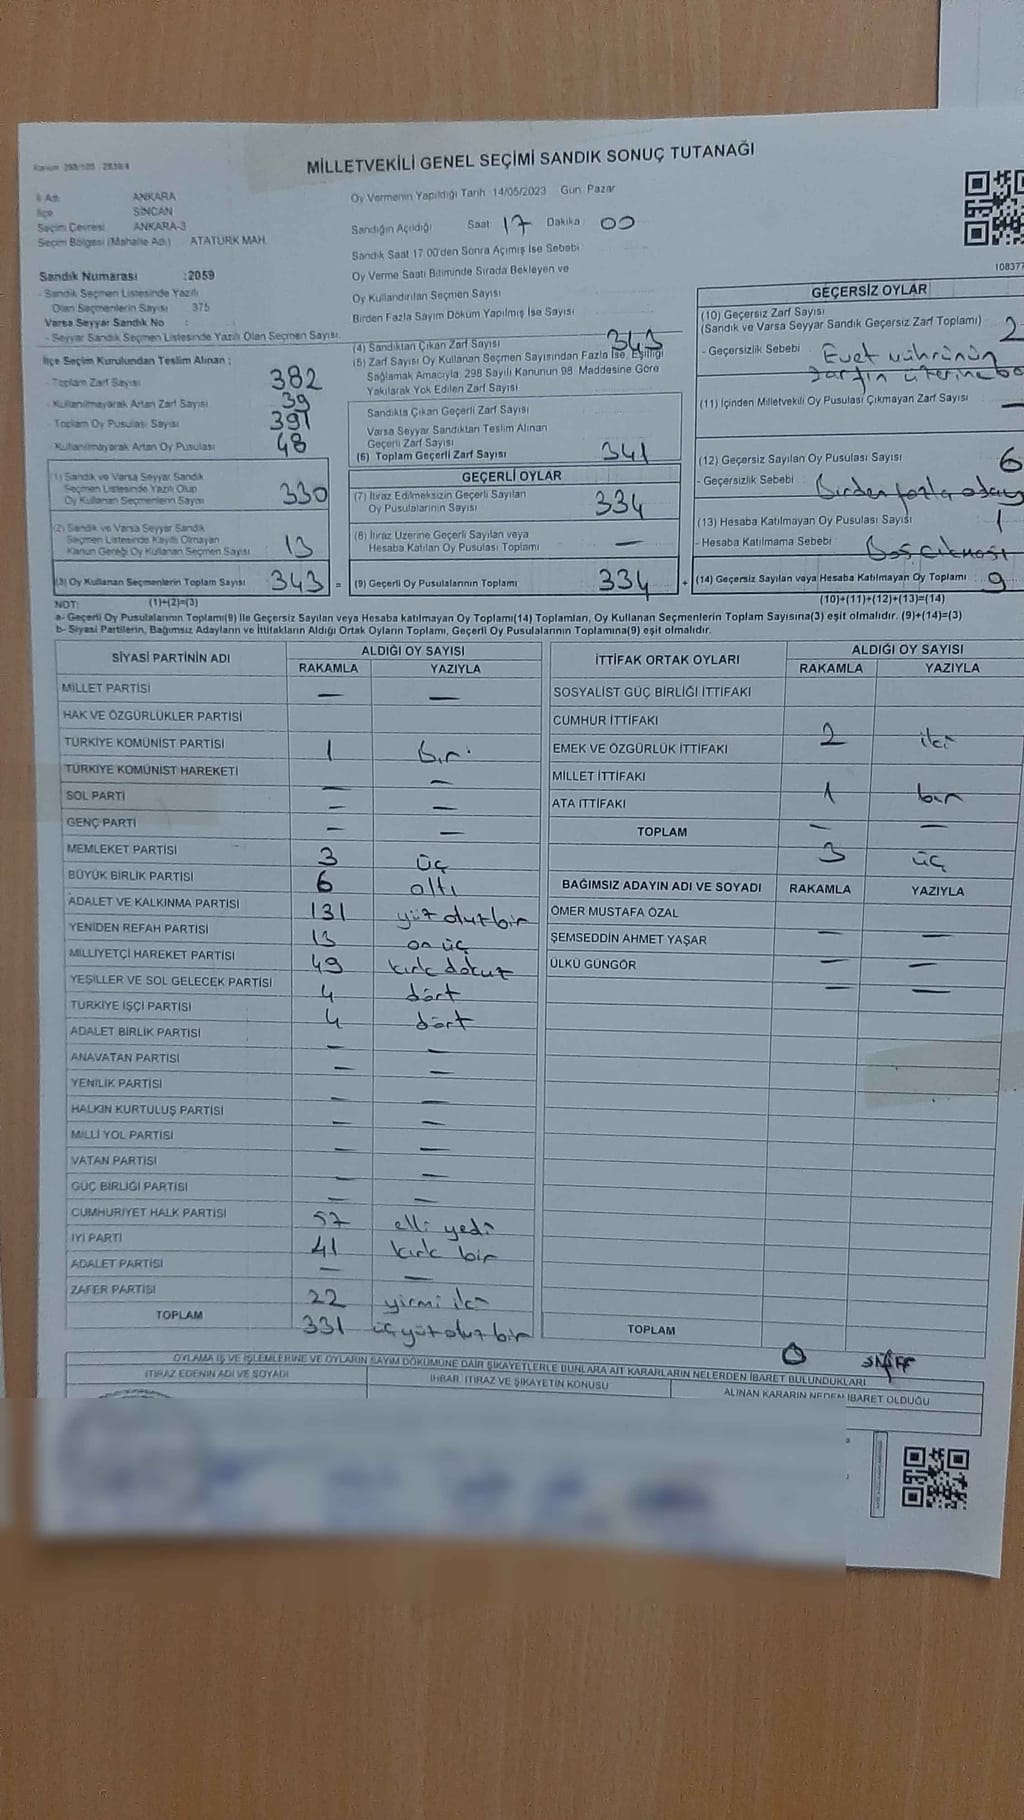 Kanun: 298/105 - 2839/4
MİLLETVEKİLİ GENEL SEÇİMİ SANDIK SONUÇ TUTANAĞI
İl Adı ANKARA
İlçe SİNCAN
Seçim Çevresi ANKARA-3
Seçim Bölgesi (Mahalle Adı) ATATÜRK MAH.
Sandık Numarası :2059
- Sandık Seçmen Listesinde Yazılı
Olan Seçmenlerin Sayısı 375
Varsa Seyyar Sandık No :
- Seyyar Sandık Seçmen Listesinde Yazılı Olan Seçmen Sayısı
Oy Vermenin Yapıldığı Tarih 14/05/2023 Gün: Pazar
Sandığın Açıldığı Saat 17 Dakika 00
Sandık Saat 17:00'den Sonra Açımış İse Sebebi
Oy Verme Saati Bitiminde Sırada Bekleyen ve
Oy Kullandırılan Seçmen Sayısı
Birden Fazla Sayım Döküm Yapılmış İse Sayısı
108377
İlçe Seçim Kurulundan Teslim Alınan ;
- Toplam Zarf Sayısı 382
- Kullanılmayarak Artan Zarf Sayısı 39
- Toplam Oy Pusulası Sayısı 391
- Kullanılmayarak Artan Oy Pusulası 48
(1) Sandık ve Varsa Seyyar Sandık
Seçmen Listesinde Yazılı Olup
Oy Kullanan Seçmenlerin Sayısı 330
(2) Sandık ve Varsa Seyyar Sandık
Seçmen Listesinde Kayıtlı Olmayan
Kanun Gereği Oy Kullanan Seçmen Sayısı 13
(3) Oy Kullanan Seçmenlerin Toplam Sayısı 343 =
(1)+(2)=(3)
(4) Sandıktan Çıkan Zarf Sayısı 343
(5) Zarf Sayısı Oy Kullanan Seçmen Sayısından Fazla İse, Eşitliği
Sağlamak Amacıyla, 298 Sayılı Kanunun 98. Maddesine Göre
Yakılarak Yok Edilen Zarf Sayısı
Sandıkta Çıkan Geçerli Zarf Sayısı
Varsa Seyyar Sandıktan Teslim Alınan
Geçerli Zarf Sayısı
(6) Toplam Geçerli Zarf Sayısı 341
GEÇERLİ OYLAR
(7) İtiraz Edilmeksizin Geçerli Sayılan
Oy Pusulalarının Sayısı 334
(8) İtiraz Üzerine Geçerli Sayılan veya
Hesaba Katılan Oy Pusulası Toplamı —
(9) Geçerli Oy Pusulalarının Toplamı 334 +
GEÇERSİZ OYLAR
(10) Geçersiz Zarf Sayısı
(Sandık ve Varsa Seyyar Sandık Geçersiz Zarf Toplamı) 2
- Geçersizlik Sebebi Evet mührünün
zarfın üzerine
(11) İçinden Milletvekili Oy Pusulası Çıkmayan Zarf Sayısı —
(12) Geçersiz Sayılan Oy Pusulası Sayısı 6
- Geçersizlik Sebebi Birden fazla aday
(13) Hesaba Katılmayan Oy Pusulası Sayısı 1
- Hesaba Katılmama Sebebi Boş çıkması
(14) Geçersiz Sayılan veya Hesaba Katılmayan Oy Toplamı 9
(10)+(11)+(12)+(13)=(14)
NOT:
a- Geçerli Oy Pusulalarının Toplamı(9) İle Geçersiz Sayılan veya Hesaba katılmayan Oy Toplamı(14) Toplamları, Oy Kullanan Seçmenlerin Toplam Sayısına(3) eşit olmalıdır. (9)+(14)=(3)
b- Siyasi Partilerin, Bağımsız Adayların ve İttifakların Aldığı Ortak Oyların Toplamı, Geçerli Oy Pusulalarının Toplamına(9) eşit olmalıdır.
SİYASİ PARTİNİN ADI ALDIĞI OY SAYISI
RAKAMLA YAZIYLA
MİLLET PARTİSİ — —
HAK VE ÖZGÜRLÜKLER PARTİSİ
TÜRKİYE KOMÜNİST PARTİSİ 1 bir
TÜRKİYE KOMÜNİST HAREKETİ — —
SOL PARTİ — —
GENÇ PARTİ — —
MEMLEKET PARTİSİ 3 üç
BÜYÜK BİRLİK PARTİSİ 6 altı
ADALET VE KALKINMA PARTİSİ 131 yüz otuz bir
YENİDEN REFAH PARTİSİ 13 on üç
MİLLİYETÇİ HAREKET PARTİSİ 49 kırk dokuz
YEŞİLLER VE SOL GELECEK PARTİSİ 4 dört
TÜRKİYE İŞÇİ PARTİSİ 4 dört
ADALET BİRLİK PARTİSİ — —
ANAVATAN PARTİSİ — —
YENİLİK PARTİSİ — —
HALKIN KURTULUŞ PARTİSİ — —
MİLLİ YOL PARTİSİ — —
VATAN PARTİSİ — —
GÜÇ BİRLİĞİ PARTİSİ — —
CUMHURİYET HALK PARTİSİ 57 elli yedi
İYİ PARTİ 41 kırk bir
ADALET PARTİSİ — —
ZAFER PARTİSİ 22 yirmi iki
TOPLAM 331 üç yüz otuz bir
İTTİFAK ORTAK OYLARI ALDIĞI OY SAYISI
RAKAMLA YAZIYLA
SOSYALİST GÜÇ BİRLİĞİ İTTİFAKI
CUMHUR İTTİFAKI 2 iki
EMEK VE ÖZGÜRLÜK İTTİFAKI
MİLLET İTTİFAKI 1 bir
ATA İTTİFAKI — —
TOPLAM 3 üç
BAĞIMSIZ ADAYIN ADI VE SOYADI RAKAMLA YAZIYLA
ÖMER MUSTAFA ÖZAL — —
ŞEMSEDDİN AHMET YAŞAR — —
ÜLKÜ GÜNGÖR — —
TOPLAM 0 sıfır
OYLAMA İŞ VE İŞLEMLERİNE VE OYLARIN SAYIM DÖKÜMÜNE DAİR ŞİKAYETLERLE BUNLARA AİT KARARLARIN NELERDEN İBARET BULUNDUKLARI
İTİRAZ EDENİN ADI VE SOYADI İHBAR, İTİRAZ VE ŞİKAYETİN KONUSU ALINAN KARARIN NEDEN İBARET OLDUĞU